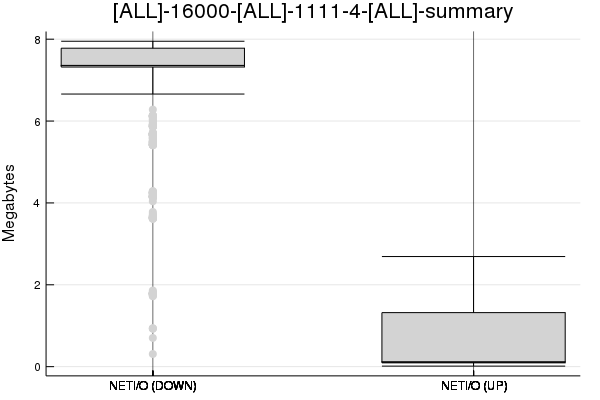 [ALL]-16000-[ALL]-1111-4-[ALL]-summary
8
6
4
2
0
Megabytes
NETI/O (DOWN)
NETI/O (UP)